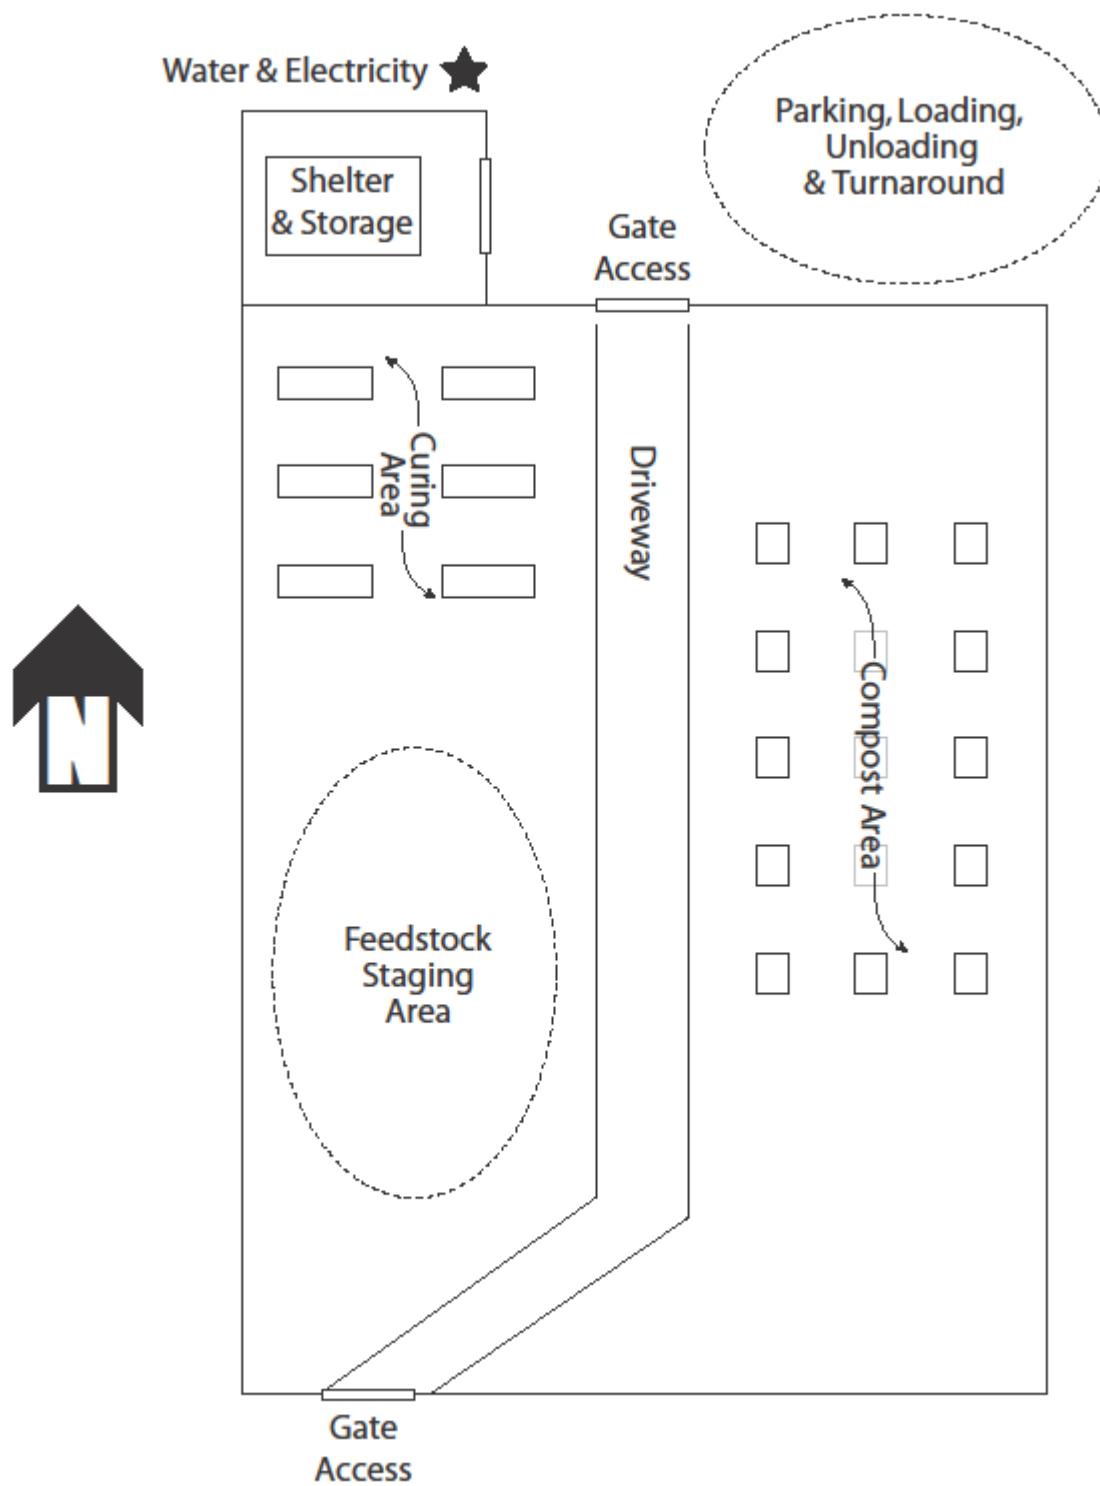 Water & Electricity
Parking, Loading,
Unloading
& Turnaround
Shelter
& Storage
Gate
Access
Curing
Area
Driveway
Compost Area
N
Feedstock
Staging
Area
Gate
Access